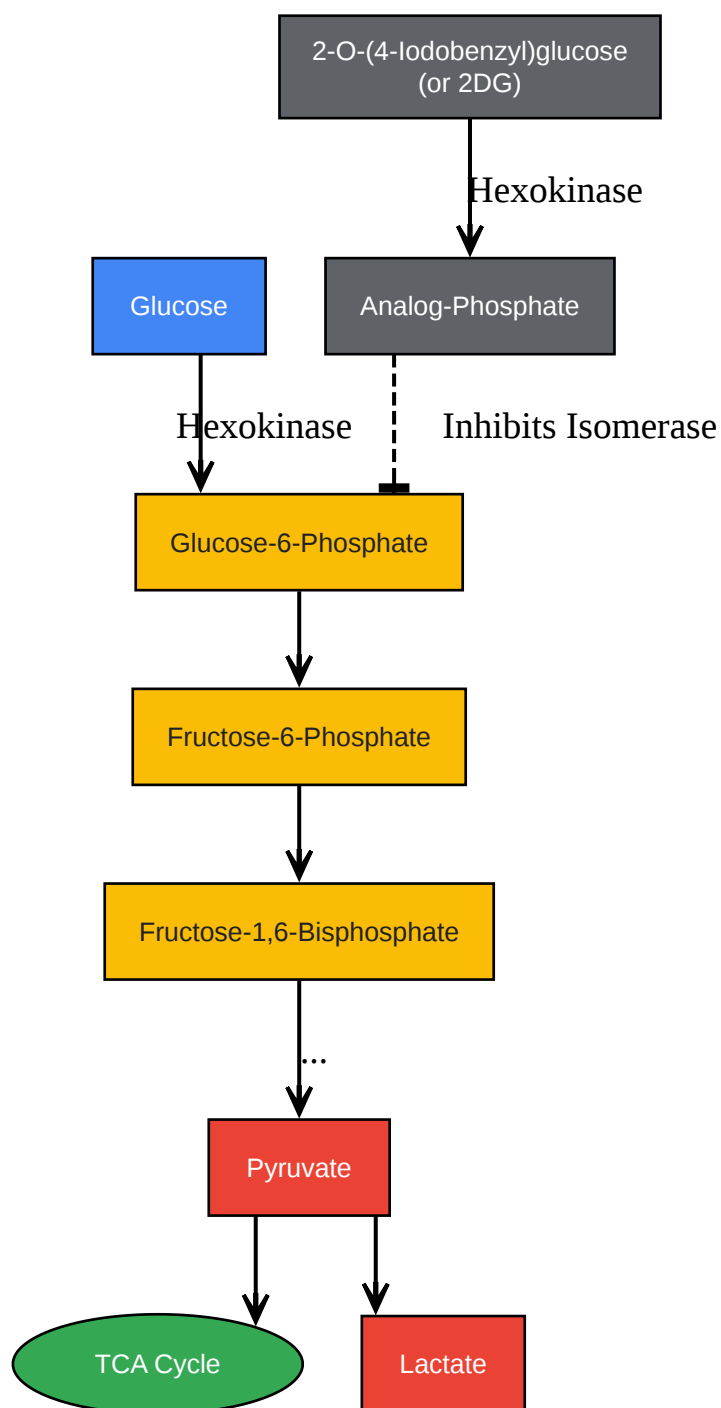 2-O-(4-Iodobenzyl)glucose
(or 2DG)
Hexokinase
Glucose
Analog-Phosphate
Hexokinase
Inhibits Isomerase
Glucose-6-Phosphate
Fructose-6-Phosphate
Fructose-1,6-Bisphosphate
...
Pyruvate
TCA Cycle
Lactate